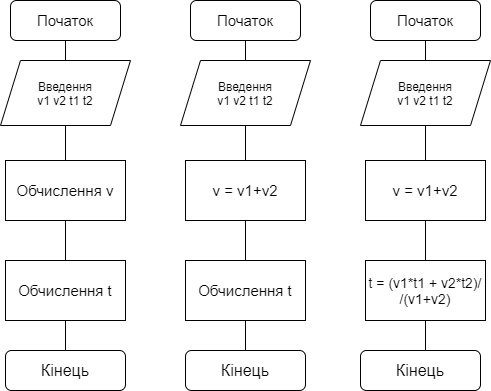 Початок
Введення
v1 v2 t1 t2
Обчислення v
Обчислення t
Кінець
Початок
Введення
v1 v2 t1 t2
v = v1+v2
Обчислення t
Кінець
Початок
Введення
v1 v2 t1 t2
v = v1+v2
t = (v1*t1 + v2*t2)/
/(v1+v2)
Кінець